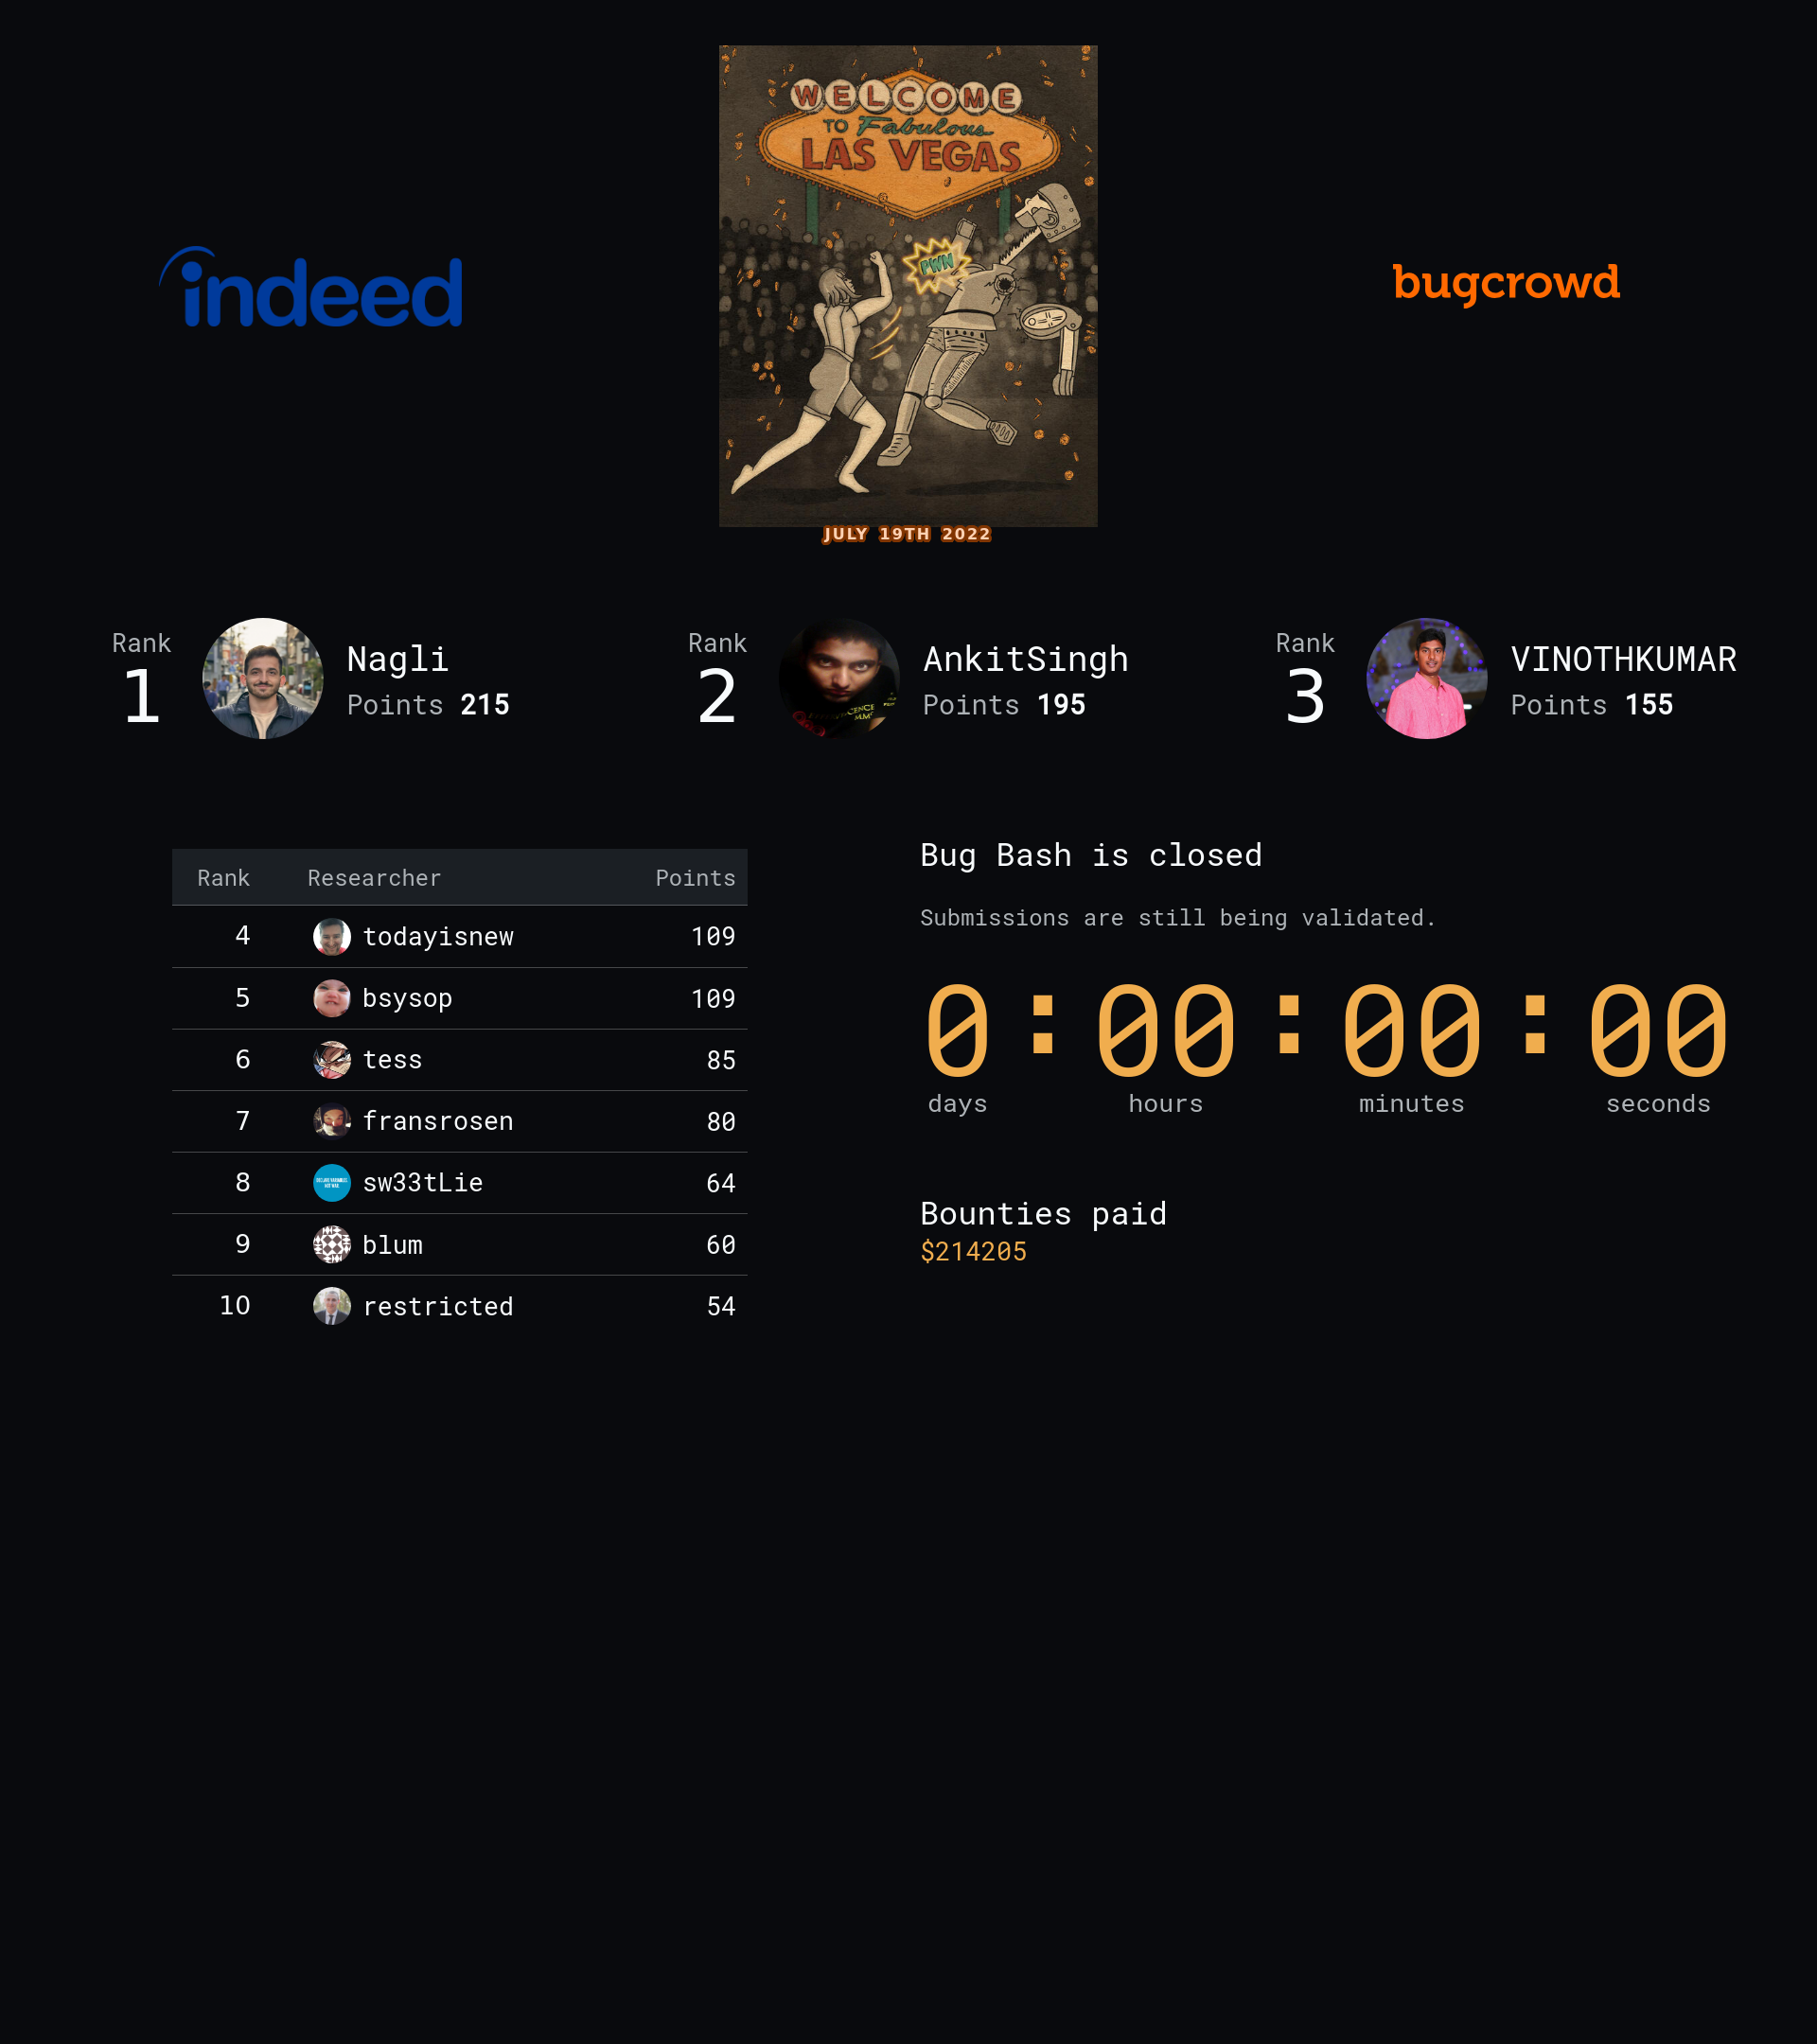 WELCOME
TO Fabulous
LAS VEGAS
PWN
indeed
bugcrowd
JULY 19TH 2022
Rank
1
Nagli
Points 215
Rank
2
AnkitSingh
Points 195
Rank
3
VINOTHKUMAR
Points 155
Rank Researcher Points
4 todayisnew 109
5 bsysop 109
6 tess 85
7 fransrosen 80
8 sw33tLie 64
9 blum 60
10 restricted 54
Bug Bash is closed
Submissions are still being validated.
0 : 00 : 00 : 00
days hours minutes seconds
Bounties paid
$214205